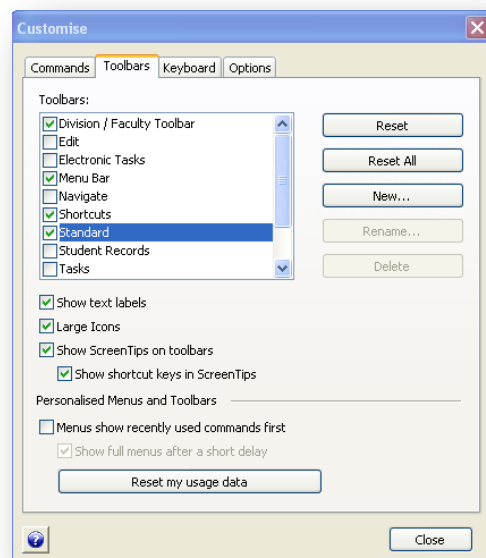 Customise
Commands Toolbars Keyboard Options
Toolbars:
Division / Faculty Toolbar
Edit
Electronic Tasks
Menu Bar
Navigate
Shortcuts
Standard
Student Records
Tasks
Reset
Reset All
New...
Rename...
Delete
Show text labels
Large Icons
Show ScreenTips on toolbars
Show shortcut keys in ScreenTips
Personalised Menus and Toolbars
Menus show recently used commands first
Show full menus after a short delay
Reset my usage data
?
Close